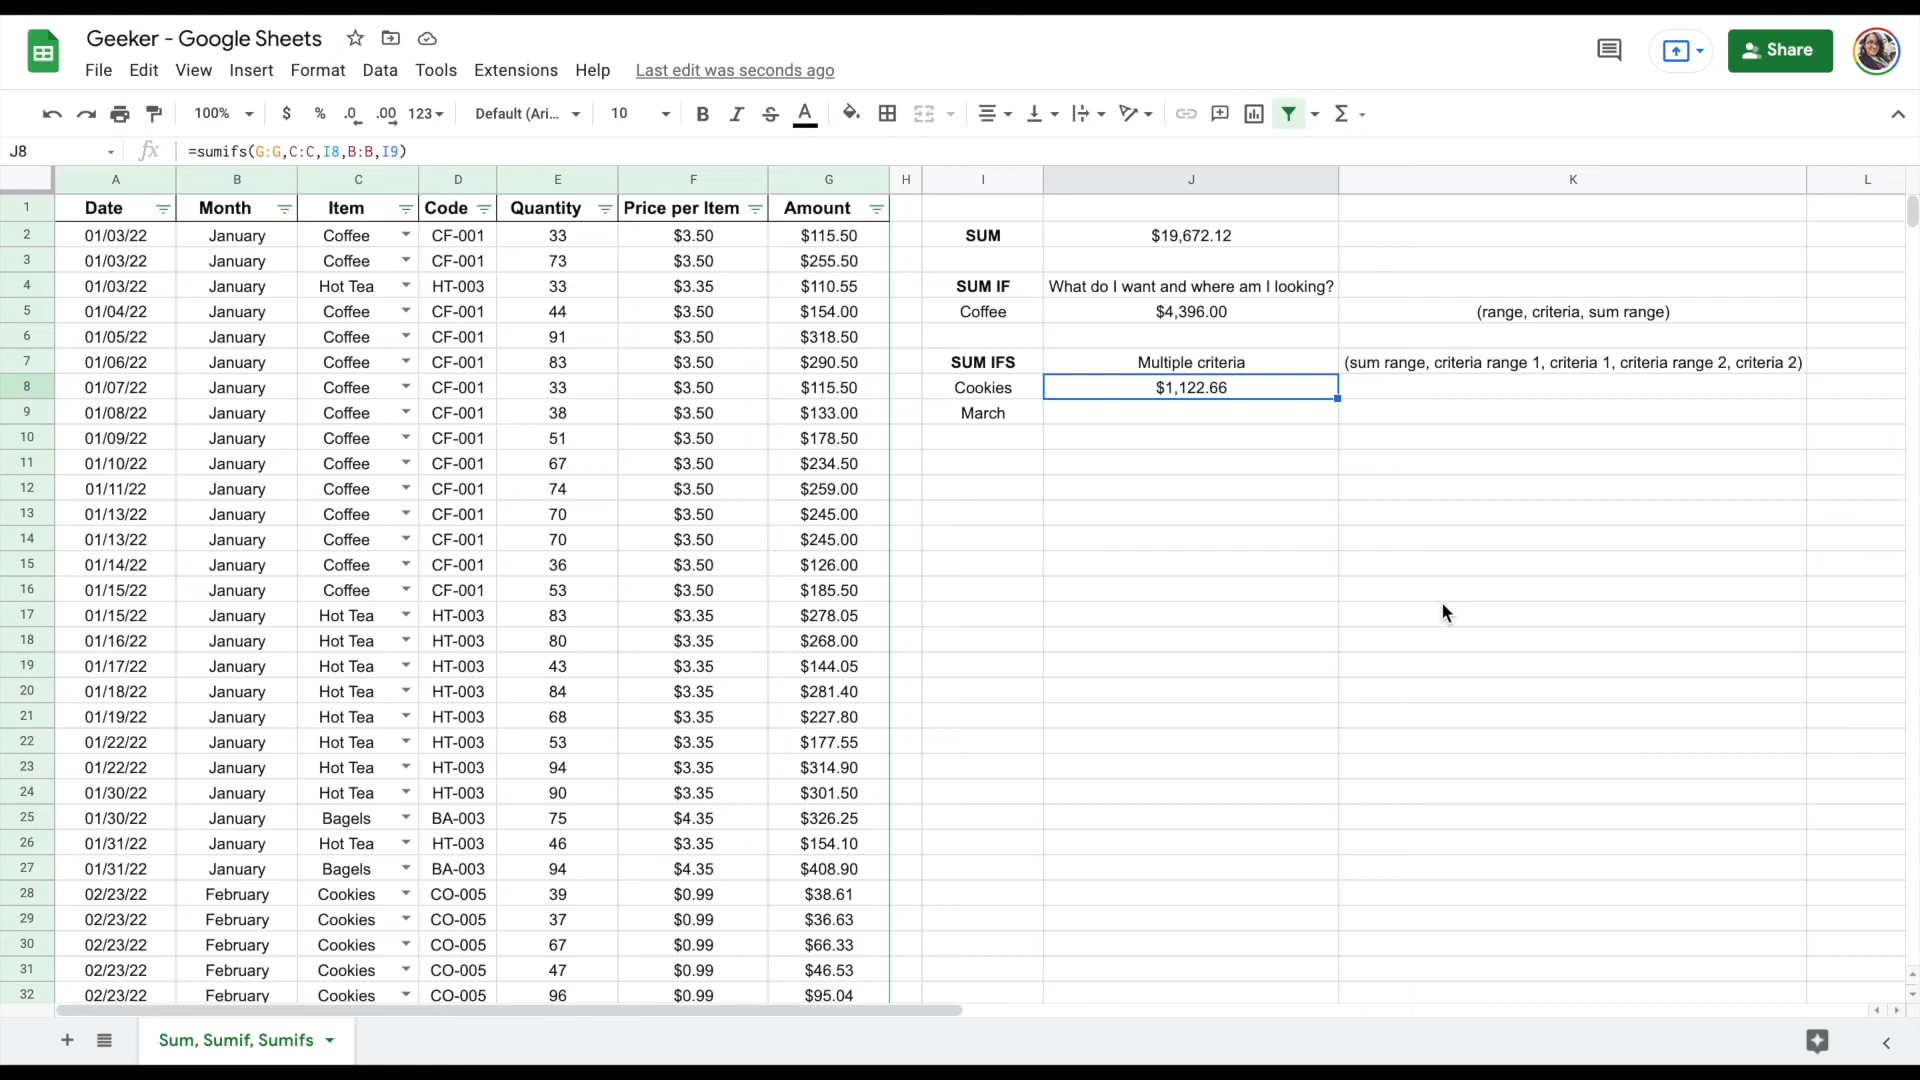 Geeker - Google Sheets
File Edit View Insert Format Data Tools Extensions Help Last edit was seconds ago
Share
100% $ % .0 .00 123 Default (Ari... 10 B I S A
J8 fx =sumifs(G:G,C:C,I8,B:B,I9)
A B C D E F G H I J K L
1 Date Month Item Code Quantity Price per Item Amount
2 01/03/22 January Coffee CF-001 33 $3.50 $115.50 SUM $19,672.12
3 01/03/22 January Coffee CF-001 73 $3.50 $255.50
4 01/03/22 January Hot Tea HT-003 33 $3.35 $110.55 SUM IF What do I want and where am I looking?
5 01/04/22 January Coffee CF-001 44 $3.50 $154.00 Coffee $4,396.00 (range, criteria, sum range)
6 01/05/22 January Coffee CF-001 91 $3.50 $318.50
7 01/06/22 January Coffee CF-001 83 $3.50 $290.50 SUM IFS Multiple criteria (sum range, criteria range 1, criteria 1, criteria range 2, criteria 2)
8 01/07/22 January Coffee CF-001 33 $3.50 $115.50 Cookies $1,122.66
9 01/08/22 January Coffee CF-001 38 $3.50 $133.00 March
10 01/09/22 January Coffee CF-001 51 $3.50 $178.50
11 01/10/22 January Coffee CF-001 67 $3.50 $234.50
12 01/11/22 January Coffee CF-001 74 $3.50 $259.00
13 01/13/22 January Coffee CF-001 70 $3.50 $245.00
14 01/13/22 January Coffee CF-001 70 $3.50 $245.00
15 01/14/22 January Coffee CF-001 36 $3.50 $126.00
16 01/15/22 January Coffee CF-001 53 $3.50 $185.50
17 01/15/22 January Hot Tea HT-003 83 $3.35 $278.05
18 01/16/22 January Hot Tea HT-003 80 $3.35 $268.00
19 01/17/22 January Hot Tea HT-003 43 $3.35 $144.05
20 01/18/22 January Hot Tea HT-003 84 $3.35 $281.40
21 01/19/22 January Hot Tea HT-003 68 $3.35 $227.80
22 01/22/22 January Hot Tea HT-003 53 $3.35 $177.55
23 01/22/22 January Hot Tea HT-003 94 $3.35 $314.90
24 01/30/22 January Hot Tea HT-003 90 $3.35 $301.50
25 01/30/22 January Bagels BA-003 75 $4.35 $326.25
26 01/31/22 January Hot Tea HT-003 46 $3.35 $154.10
27 01/31/22 January Bagels BA-003 94 $4.35 $408.90
28 02/23/22 February Cookies CO-005 39 $0.99 $38.61
29 02/23/22 February Cookies CO-005 37 $0.99 $36.63
30 02/23/22 February Cookies CO-005 67 $0.99 $66.33
31 02/23/22 February Cookies CO-005 47 $0.99 $46.53
32 02/23/22 February Cookies CO-005 96 $0.99 $95.04
Sum, Sumif, Sumifs